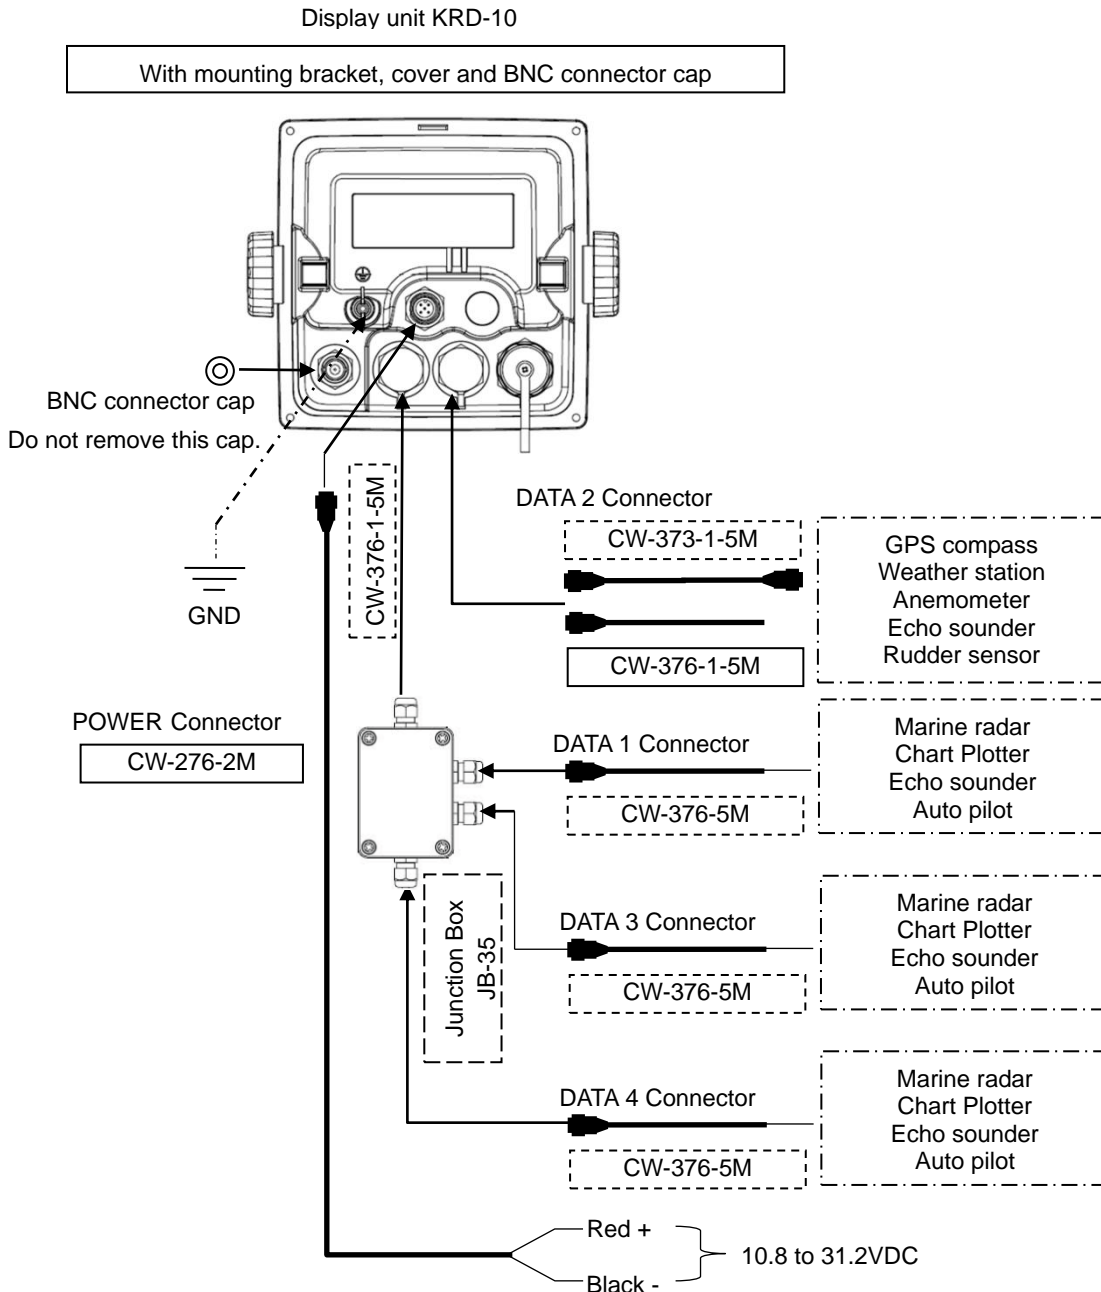 Display unit KRD-10
With mounting bracket, cover and BNC connector cap
BNC connector cap
Do not remove this cap.
GND
CW-376-1-5M
DATA 2 Connector
CW-373-1-5M
CW-376-1-5M
GPS compass
Weather station
Anemometer
Echo sounder
Rudder sensor
POWER Connector
CW-276-2M
DATA 1 Connector
CW-376-5M
Marine radar
Chart Plotter
Echo sounder
Auto pilot
Junction Box
JB-35
DATA 3 Connector
CW-376-5M
Marine radar
Chart Plotter
Echo sounder
Auto pilot
DATA 4 Connector
CW-376-5M
Marine radar
Chart Plotter
Echo sounder
Auto pilot
Red +
10.8 to 31.2VDC
Black -